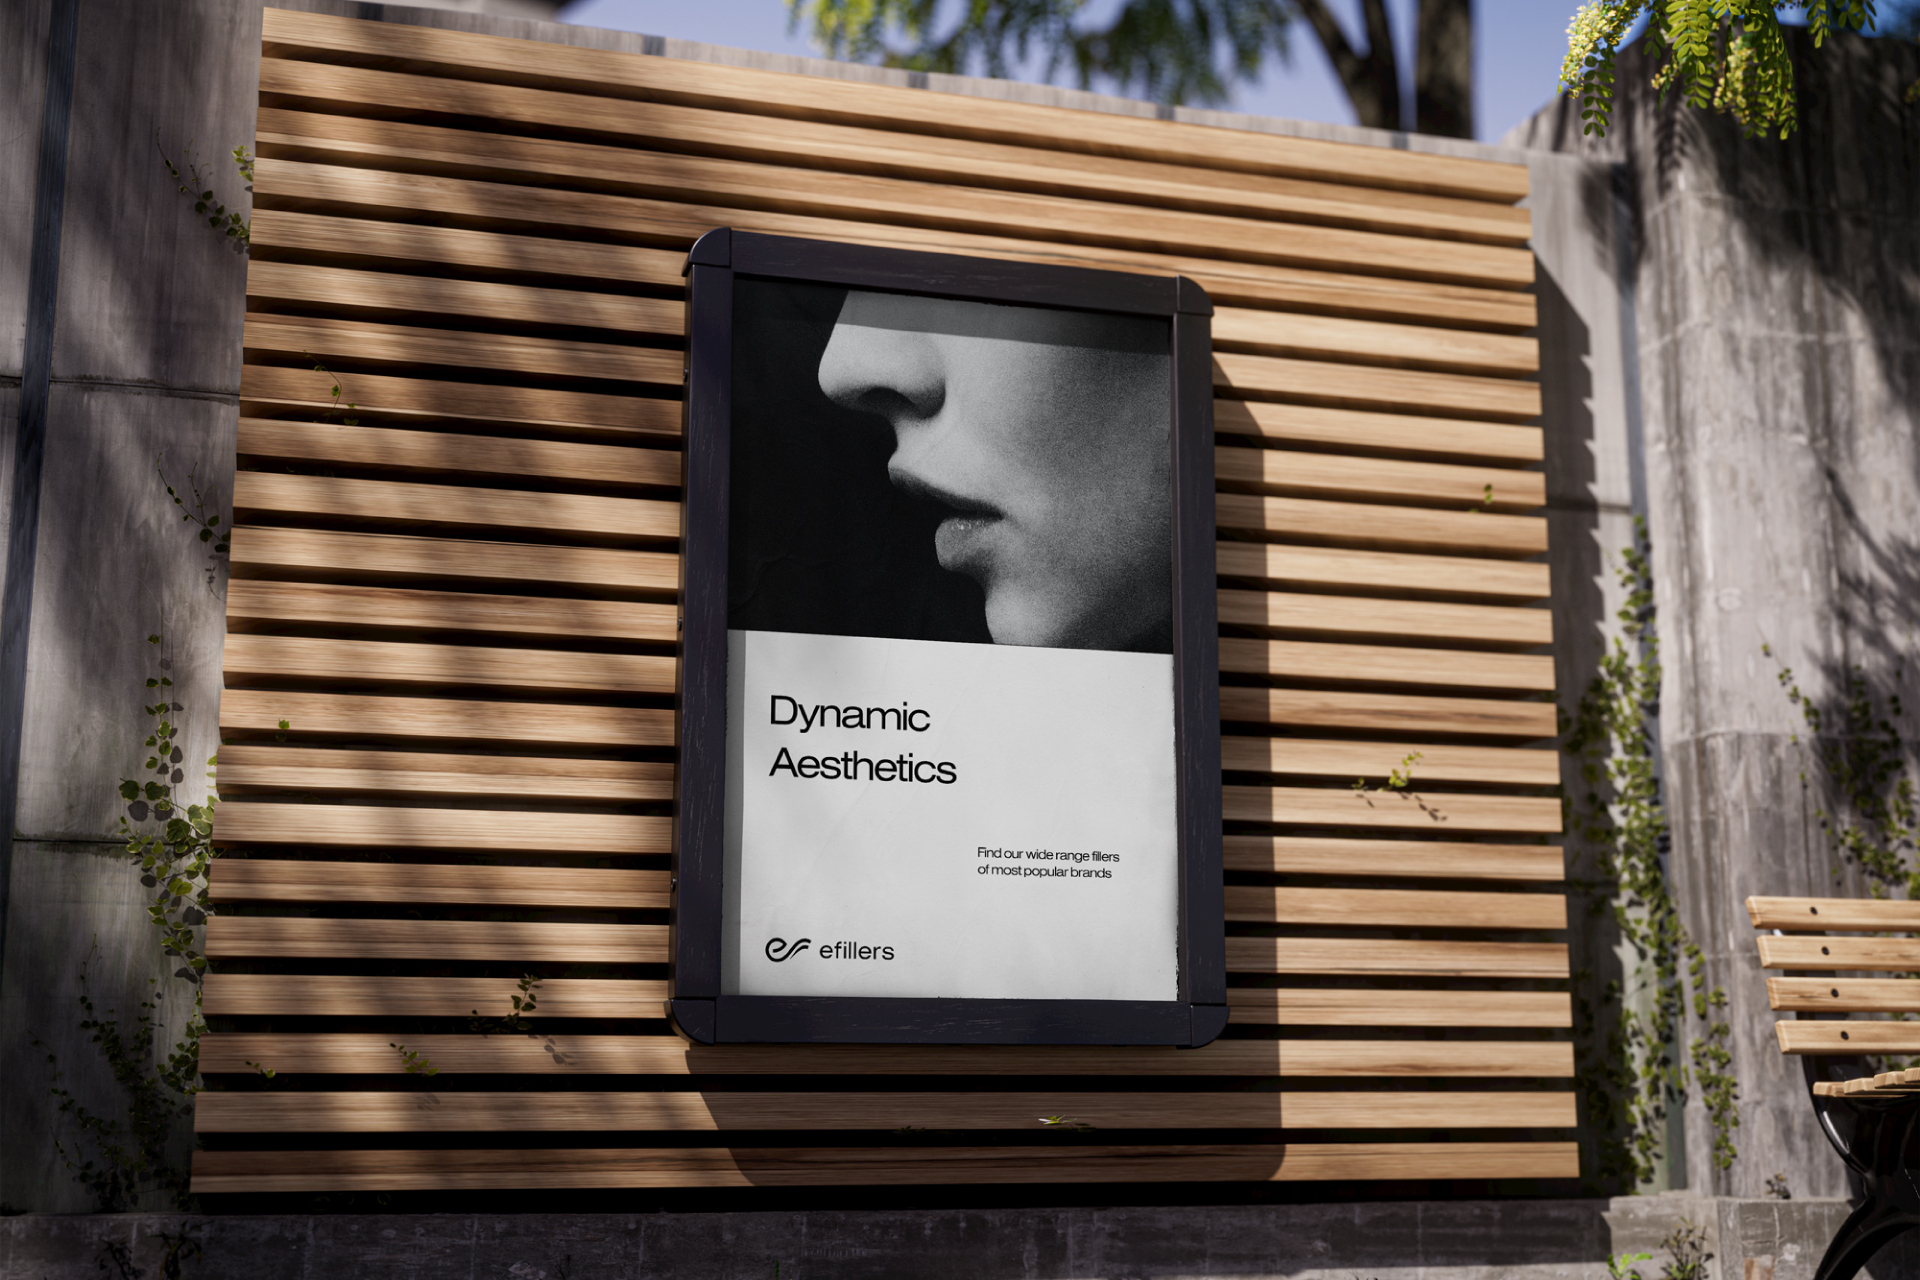 Dynamic
Aesthetics
Find our wide range fillers
of most popular brands
efillers